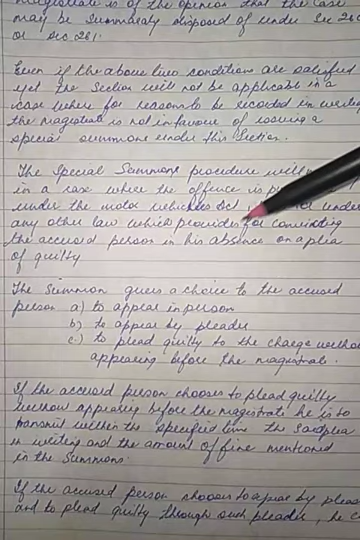 magistrate is of the opinion that the case
may be summarily disposed of under Sec 260
or sec 261.
Even if the above two conditions are satisfied
yet the section will not be applicable in a
case where for reasons to be recorded in writing
the magistrate is not in favour of issuing a
special summons under this Section.
The Special Summons procedure will
in a case where the offence is pu
under the motor vehicles Act under
any other law which provides for convicting
the accused person in his absence on a plea
of guilty
The Summon gives a choice to the accused
person a) to appear in person
b) to appear by pleader
c) to plead guilty to the charge without
appearing before the magistrate.
If the accused person chooses to plead guilty
without appearing before the magistrate he is to
transmit within the specified time the said plea
in writing and the amount of fine mentioned
in the Summons.
If the accused person chooses to appear by plead
and to plead guilty through such pleader, he c